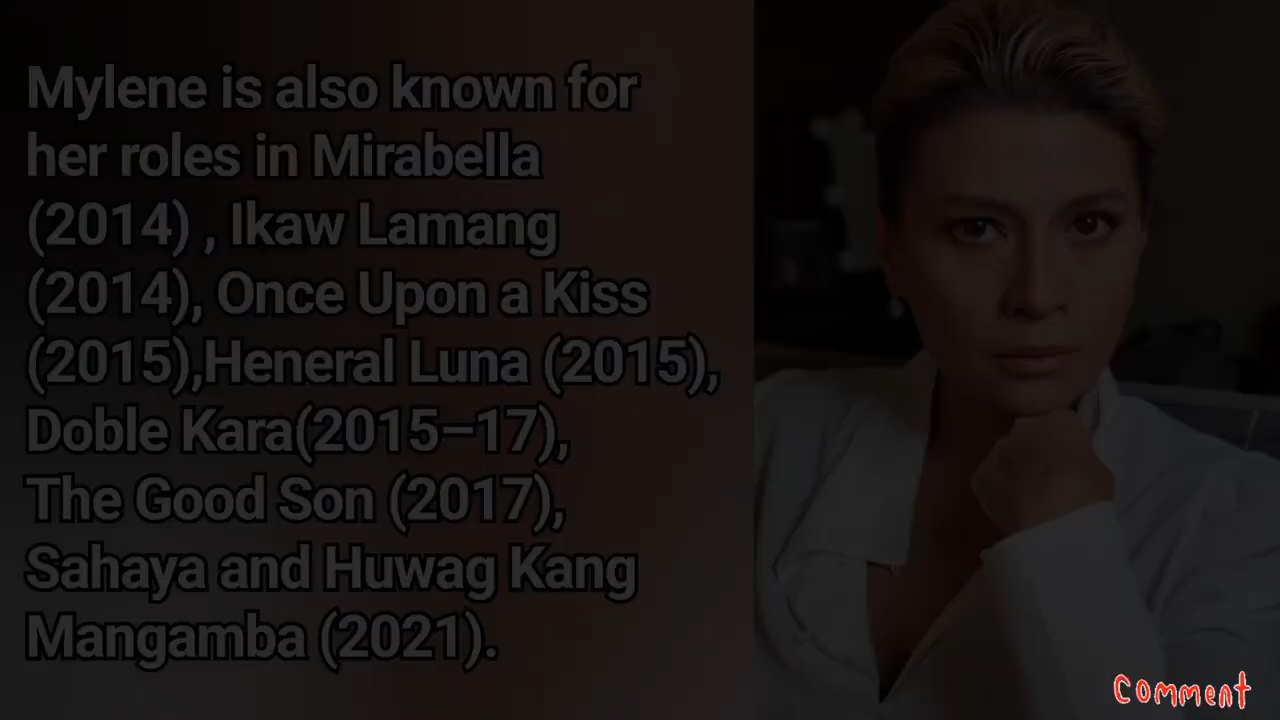 Mylene is also known for
her roles in Mirabella
(2014) , Ikaw Lamang
(2014), Once Upon a Kiss
(2015),Heneral Luna (2015),
Doble Kara(2015–17),
The Good Son (2017),
Sahaya and Huwag Kang
Mangamba (2021).
Comment